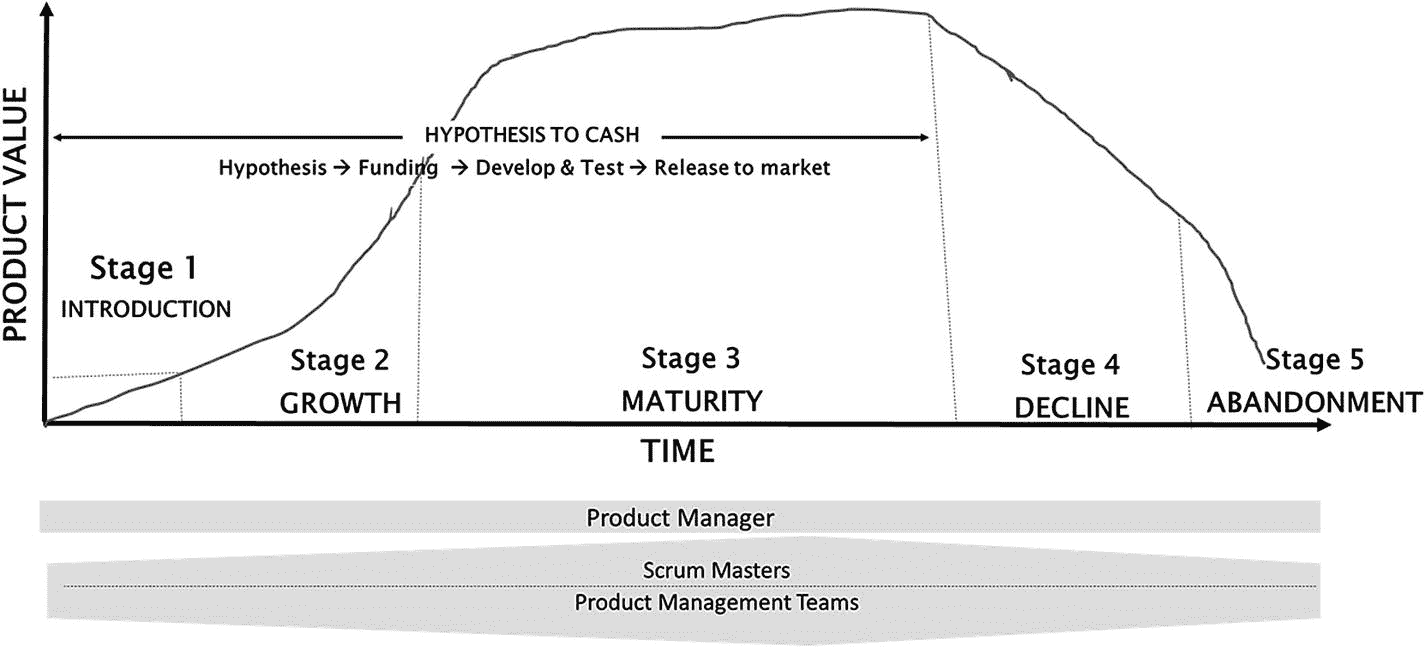 PRODUCT VALUE
HYPOTHESIS TO CASH
Hypothesis → Funding → Develop & Test → Release to market
Stage 1
INTRODUCTION
Stage 2
GROWTH
Stage 3
MATURITY
Stage 4
DECLINE
Stage 5
ABANDONMENT
TIME
Product Manager
Scrum Masters
Product Management Teams